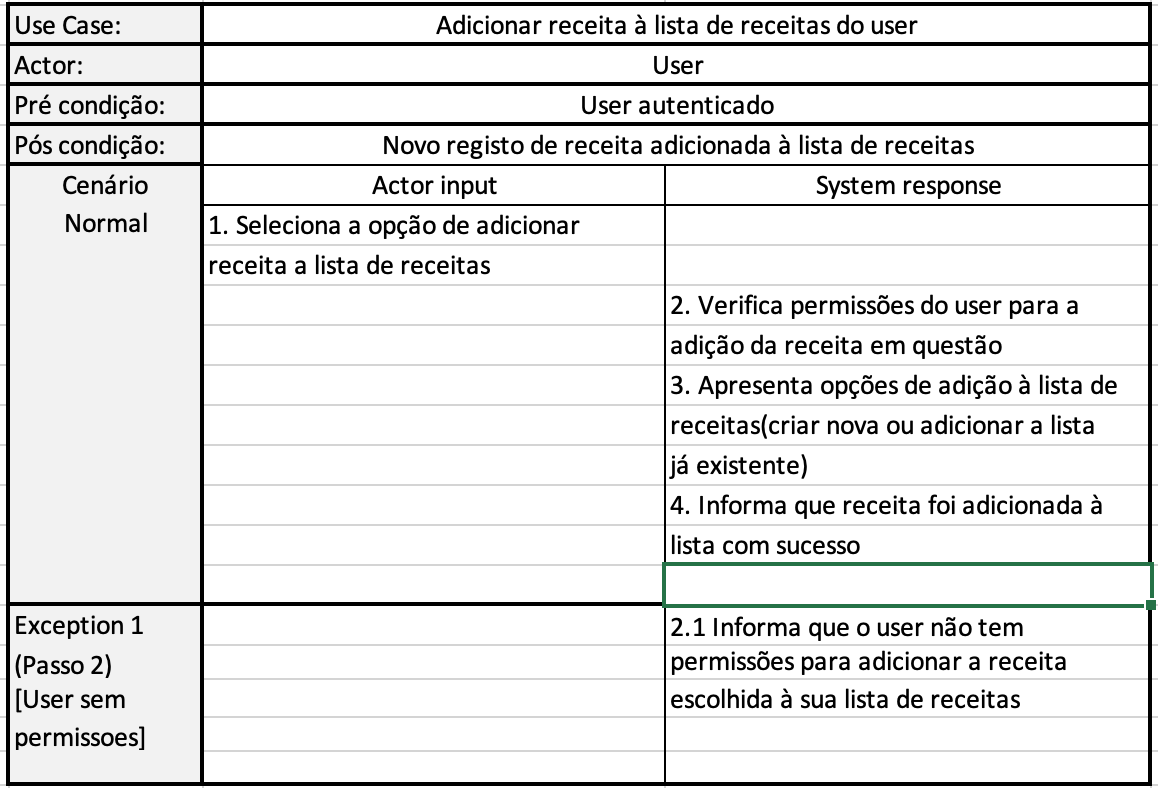 Use Case:
Adicionar receita à lista de receitas do user
Actor:
User
Pré condição:
User autenticado
Pós condição:
Novo registo de receita adicionada à lista de receitas
Cenário
Normal
Actor input
System response
1. Seleciona a opção de adicionar
receita a lista de receitas
2. Verifica permissões do user para a
adição da receita em questão
3. Apresenta opções de adição à lista de
receitas(criar nova ou adicionar a lista
já existente)
4. Informa que receita foi adicionada à
lista com sucesso
Exception 1
(Passo 2)
[User sem
permissoes]
2.1 Informa que o user não tem
permissões para adicionar a receita
escolhida à sua lista de receitas